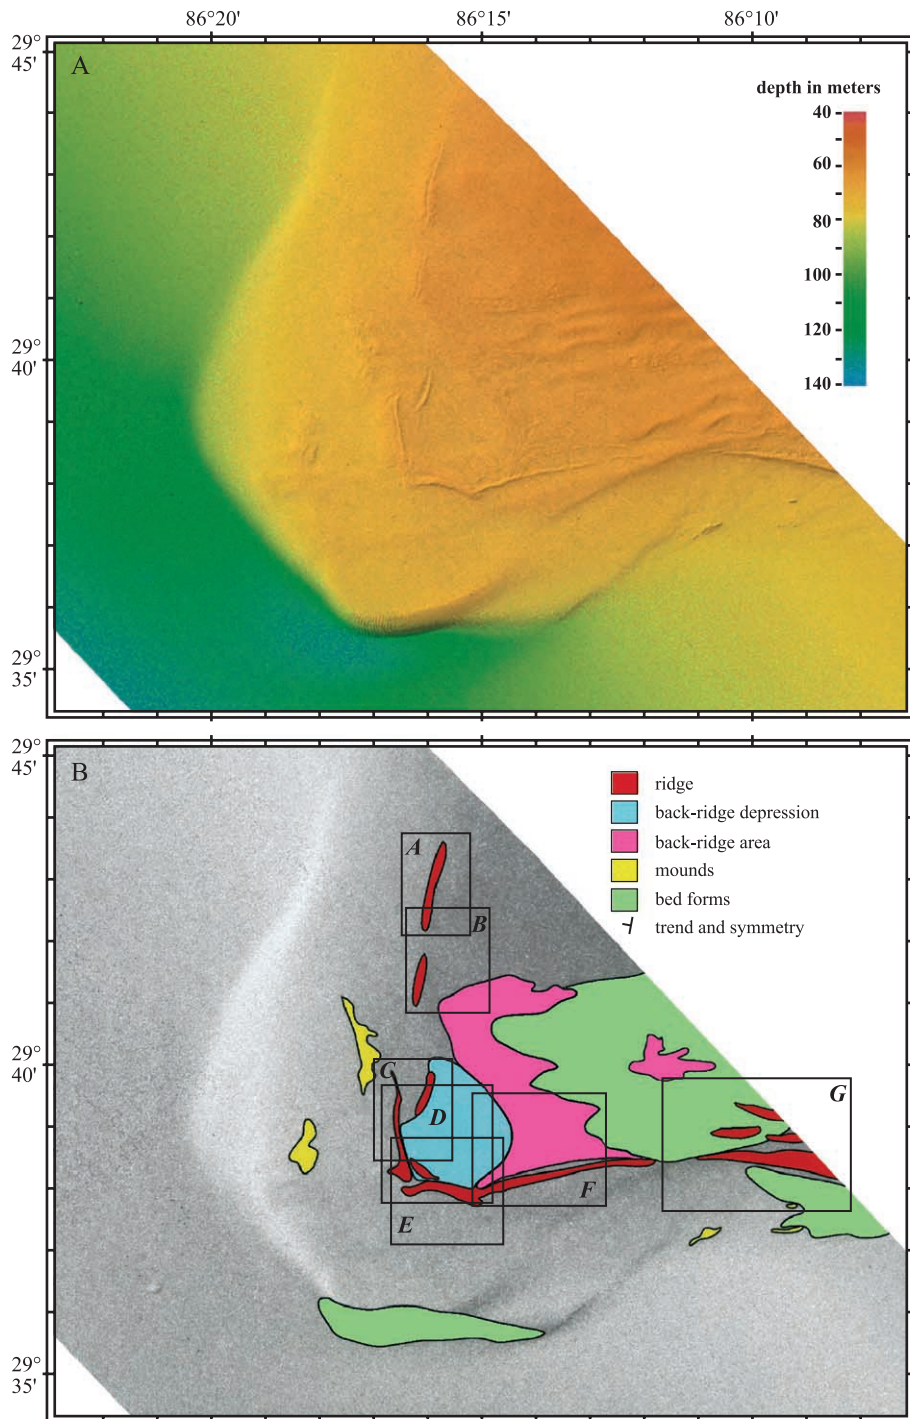 86°20' 86°15' 86°10'
29°
45'
A
depth in meters
40
60
80
100
120
140
29°
40'
29°
35'
29°
45'
B
ridge
back-ridge depression
back-ridge area
mounds
bed forms
trend and symmetry
A
B
29°
40'
C
G
D
F
E
29°
35'